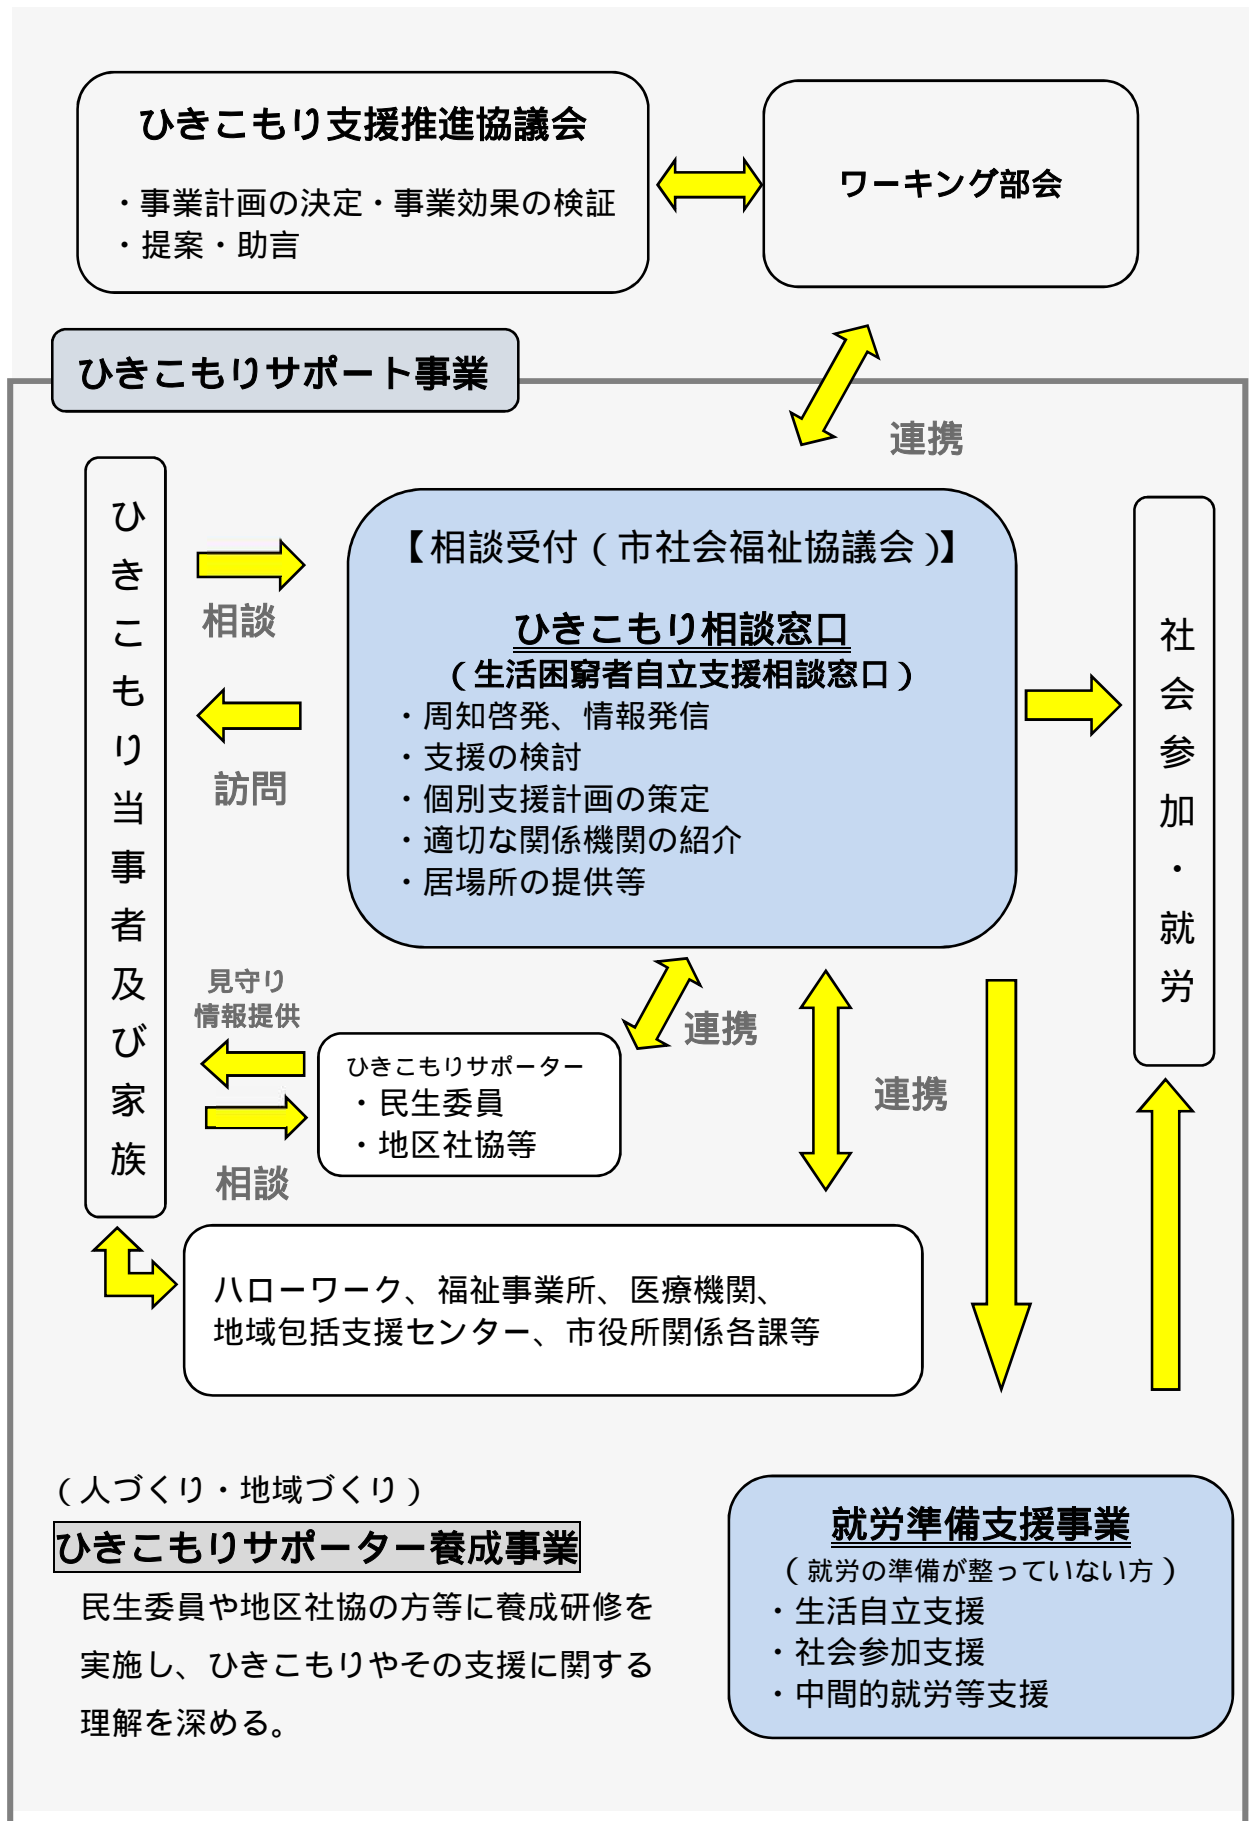 ひきこもり支援推進協議会
・事業計画の決定・事業効果の検証
・提案・助言
ワーキング部会
ひきこもりサポート事業
連携
ひきこもり当事者及び家族
相談
訪問
【相談受付（市社会福祉協議会）】
ひきこもり相談窓口
（生活困窮者自立支援相談窓口）
・周知啓発、情報発信
・支援の検討
・個別支援計画の策定
・適切な関係機関の紹介
・居場所の提供等
社会参加・就労
見守り
情報提供
連携
ひきこもりサポーター
・民生委員
・地区社協等
連携
相談
ハローワーク、福祉事業所、医療機関、
地域包括支援センター、市役所関係各課等
（人づくり・地域づくり）
ひきこもりサポーター養成事業
民生委員や地区社協の方等に養成研修を
実施し、ひきこもりやその支援に関する
理解を深める。
就労準備支援事業
（就労の準備が整っていない方）
・生活自立支援
・社会参加支援
・中間的就労等支援